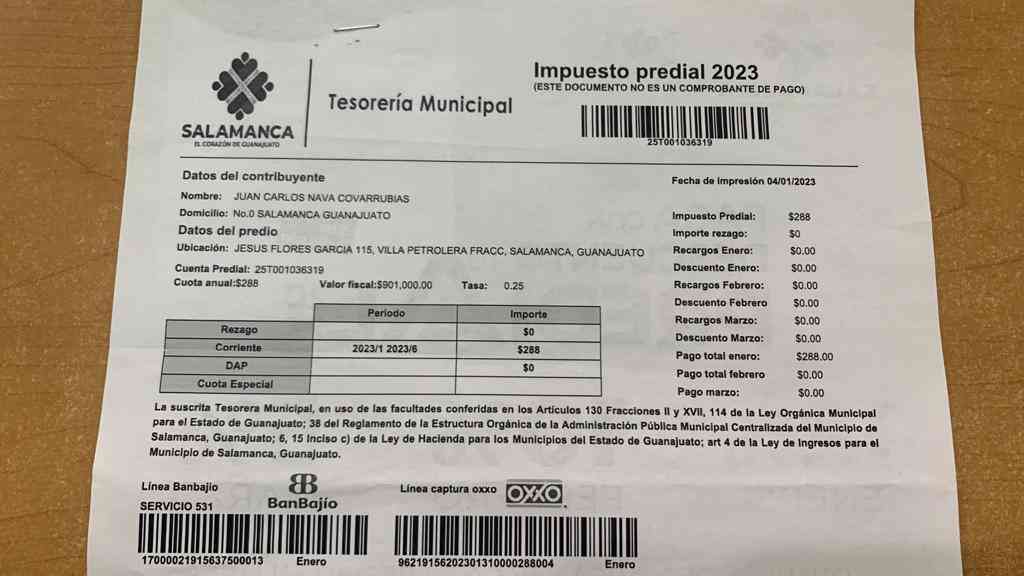 Impuesto predial 2023
(ESTE DOCUMENTO NO ES UN COMPROBANTE DE PAGO)
Tesorería Municipal
SALAMANCA
EL CORAZÓN DE GUANAJUATO
25T001036319
Datos del contribuyente
Fecha de impresión 04/01/2023
Nombre: JUAN CARLOS NAVA COVARRUBIAS
Domicilio: No.0 SALAMANCA GUANAJUATO
Datos del predio
Ubicación: JESUS FLORES GARCIA 115, VILLA PETROLERA FRACC, SALAMANCA, GUANAJUATO
Cuenta Predial: 25T001036319
Cuota anual:$288 Valor fiscal:$901,000.00 Tasa: 0.25
Impuesto Predial: $288
Importe rezago: $0
Recargos Enero: $0.00
Descuento Enero: $0.00
Recargos Febrero: $0.00
Descuento Febrero $0.00
Recargos Marzo: $0.00
Descuento Marzo: $0.00
Pago total enero: $288.00
Pago total febrero $0.00
Pago marzo: $0.00
Periodo Importe
Rezago $0
Corriente 2023/1 2023/6 $288
DAP $0
Cuota Especial
La suscrita Tesorera Municipal, en uso de las facultades conferidas en los Artículos 130 Fracciones II y XVII, 114 de la Ley Orgánica Municipal
para el Estado de Guanajuato; 38 del Reglamento de la Estructura Orgánica de la Administración Pública Municipal Centralizada del Municipio de
Salamanca, Guanajuato; 6, 15 Inciso c) de la Ley de Hacienda para los Municipios del Estado de Guanajuato; art 4 de la Ley de Ingresos para el
Municipio de Salamanca, Guanajuato.
Línea Banbajio
SERVICIO 531
BanBajío
Línea captura oxxo OXXO
17000021915637500013 Enero
96219156202301310000288004 Enero